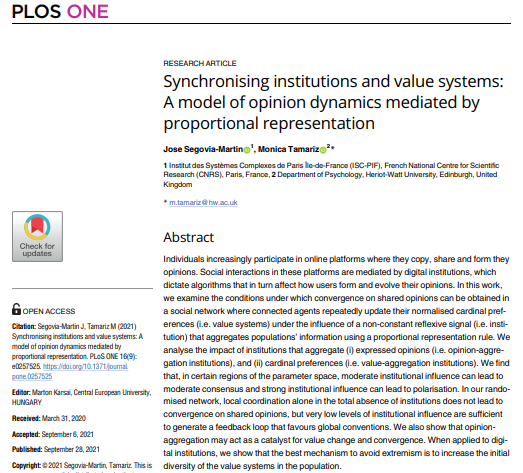 PLOS ONE
RESEARCH ARTICLE
Synchronising institutions and value systems:
A model of opinion dynamics mediated by
proportional representation
Jose Segovia-Martin 1, Monica Tamariz 2*
1 Institut des Systèmes Complexes de Paris Île-de-France (ISC-PIF), French National Centre for Scientific
Research (CNRS), Paris, France, 2 Department of Psychology, Heriot-Watt University, Edinburgh, United
Kingdom
* m.tamariz@hw.ac.uk
Check for
updates
OPEN ACCESS
Citation: Segovia-Martin J, Tamariz M (2021)
Synchronising institutions and value systems: A
model of opinion dynamics mediated by
proportional representation. PLoS ONE 16(9):
e0257525. https://doi.org/10.1371/journal.
pone.0257525
Editor: Marton Karsai, Central European University,
HUNGARY
Received: March 31, 2020
Accepted: September 6, 2021
Published: September 28, 2021
Copyright: © 2021 Segovia-Martin, Tamariz. This is
Abstract
Individuals increasingly participate in online platforms where they copy, share and form they
opinions. Social interactions in these platforms are mediated by digital institutions, which
dictate algorithms that in turn affect how users form and evolve their opinions. In this work,
we examine the conditions under which convergence on shared opinions can be obtained in
a social network where connected agents repeatedly update their normalised cardinal pref-
erences (i.e. value systems) under the influence of a non-constant reflexive signal (i.e. insti-
tution) that aggregates populations' information using a proportional representation rule. We
analyse the impact of institutions that aggregate (i) expressed opinions (i.e. opinion-aggre-
gation institutions), and (ii) cardinal preferences (i.e. value-aggregation institutions). We find
that, in certain regions of the parameter space, moderate institutional influence can lead to
moderate consensus and strong institutional influence can lead to polarisation. In our rando-
mised network, local coordination alone in the total absence of institutions does not lead to
convergence on shared opinions, but very low levels of institutional influence are sufficient
to generate a feedback loop that favours global conventions. We also show that opinion-
aggregation may act as a catalyst for value change and convergence. When applied to digi-
tal institutions, we show that the best mechanism to avoid extremism is to increase the initial
diversity of the value systems in the population.